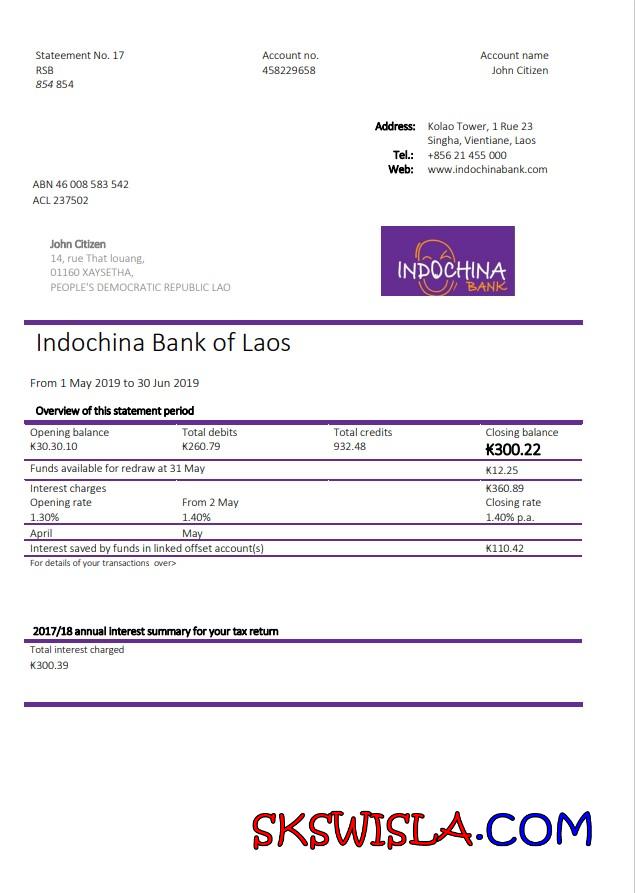 Stateement No. 17 Account no. Account name
RSB 458229658 John Citizen
854 854
Address: Kolao Tower, 1 Rue 23
Singha, Vientiane, Laos
Tel.: +856 21 455 000
Web: www.indochinabank.com
ABN 46 008 583 542
ACL 237502
John Citizen
14, rue That louang,
01160 XAYSETHA,
PEOPLE'S DEMOCRATIC REPUBLIC LAO
INDOCHINA
BANK
Indochina Bank of Laos
From 1 May 2019 to 30 Jun 2019
Overview of this statement period
Opening balance Total debits Total credits Closing balance
₭30.30.10 ₭260.79 932.48 ₭300.22
Funds available for redraw at 31 May ₭12.25
Interest charges ₭360.89
Opening rate From 2 May Closing rate
1.30% 1.40% 1.40% p.a.
April May
Interest saved by funds in linked offset account(s) ₭110.42
For details of your transactions over>
2017/18 annual interest summary for your tax return
Total interest charged
₭300.39
SKSWISLA.COM